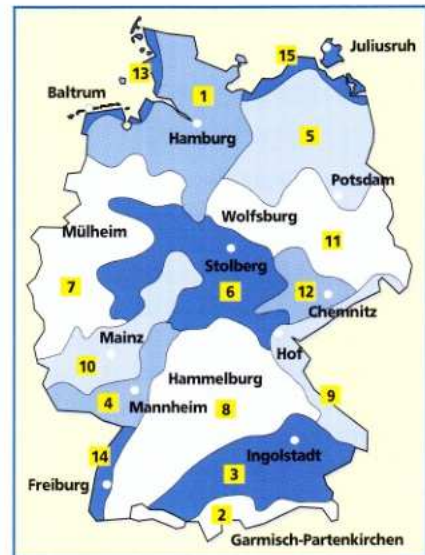 15
Juliusruh
13
Baltrum
1
Hamburg
5
Potsdam
Wolfsburg
Mülheim
11
Stolberg
7
6
12
Chemnitz
Mainz
Hof
10
Hammelburg
9
4
Mannheim
8
14
Ingolstadt
3
Freiburg
2
Garmisch-Partenkirchen